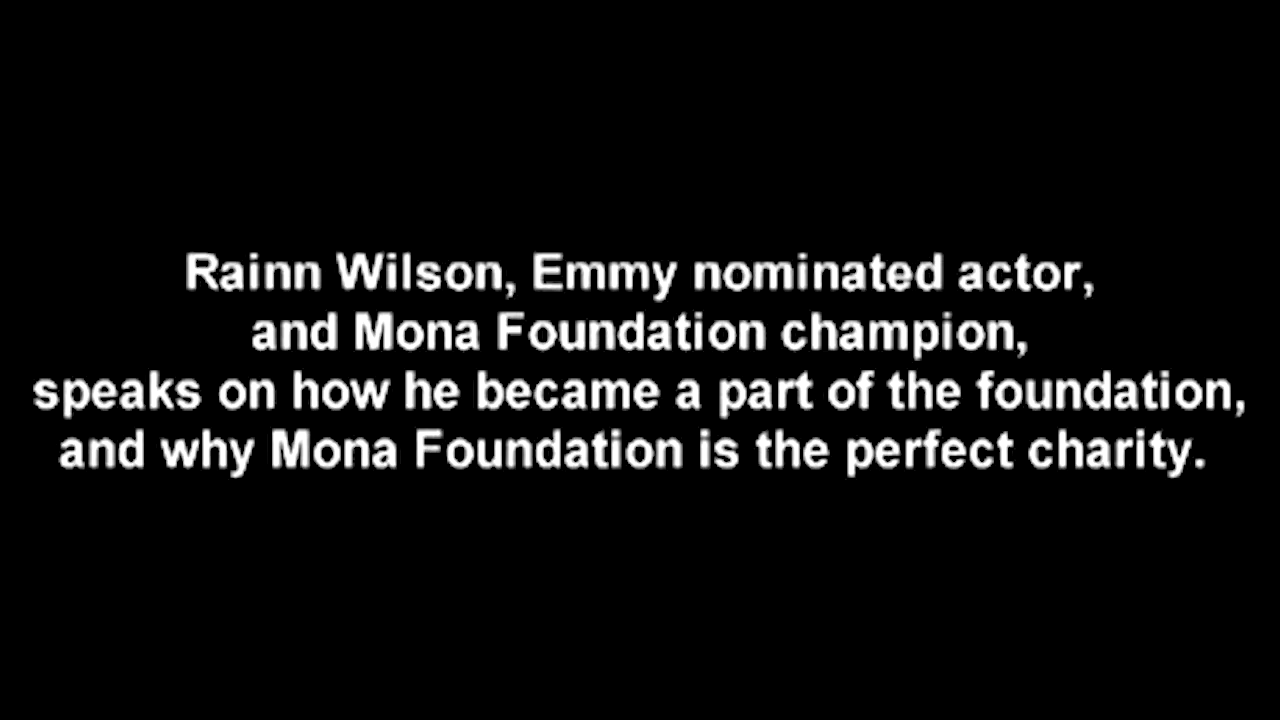 Rainn Wilson, Emmy nominated actor,
and Mona Foundation champion,
speaks on how he became a part of the foundation,
and why Mona Foundation is the perfect charity.